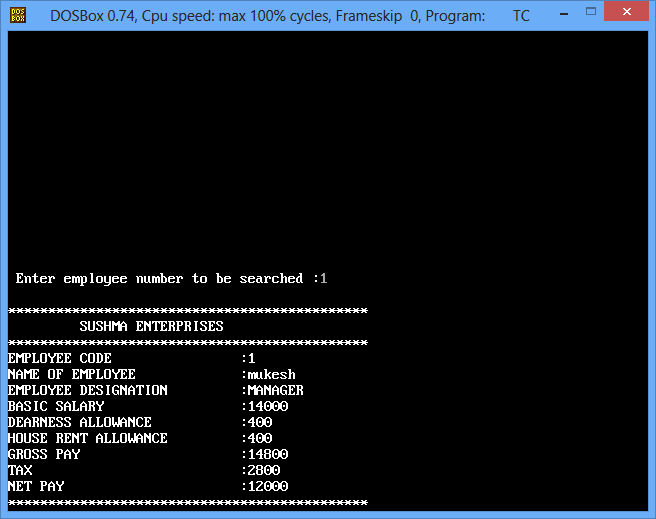 DOS BOX
DOSBox 0.74, Cpu speed: max 100% cycles, Frameskip 0, Program: TC
Enter employee number to be searched :1
*********************************************
SUSHMA ENTERPRISES
*********************************************
EMPLOYEE CODE :1
NAME OF EMPLOYEE :mukesh
EMPLOYEE DESIGNATION :MANAGER
BASIC SALARY :14000
DEARNESS ALLOWANCE :400
HOUSE RENT ALLOWANCE :400
GROSS PAY :14800
TAX :2800
NET PAY :12000
*********************************************